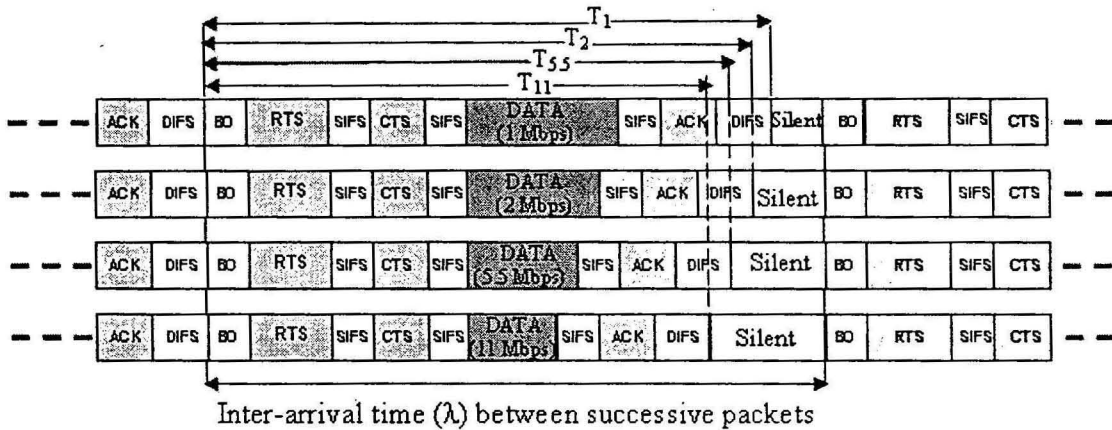 T1
T2
T5.5
T11
ACK DIFS BO RTS SIFS CTS SIFS DATA (1 Mbps) SIFS ACK DIFS Silent BO RTS SIFS CTS
ACK DIFS BO RTS SIFS CTS SIFS DATA (2 Mbps) SIFS ACK DIFS Silent BO RTS SIFS CTS
ACK DIFS BO RTS SIFS CTS SIFS DATA (5.5 Mbps) SIFS ACK DIFS Silent BO RTS SIFS CTS
ACK DIFS BO RTS SIFS CTS SIFS DATA (11 Mbps) SIFS ACK DIFS Silent BO RTS SIFS CTS
Inter-arrival time (λ) between successive packets